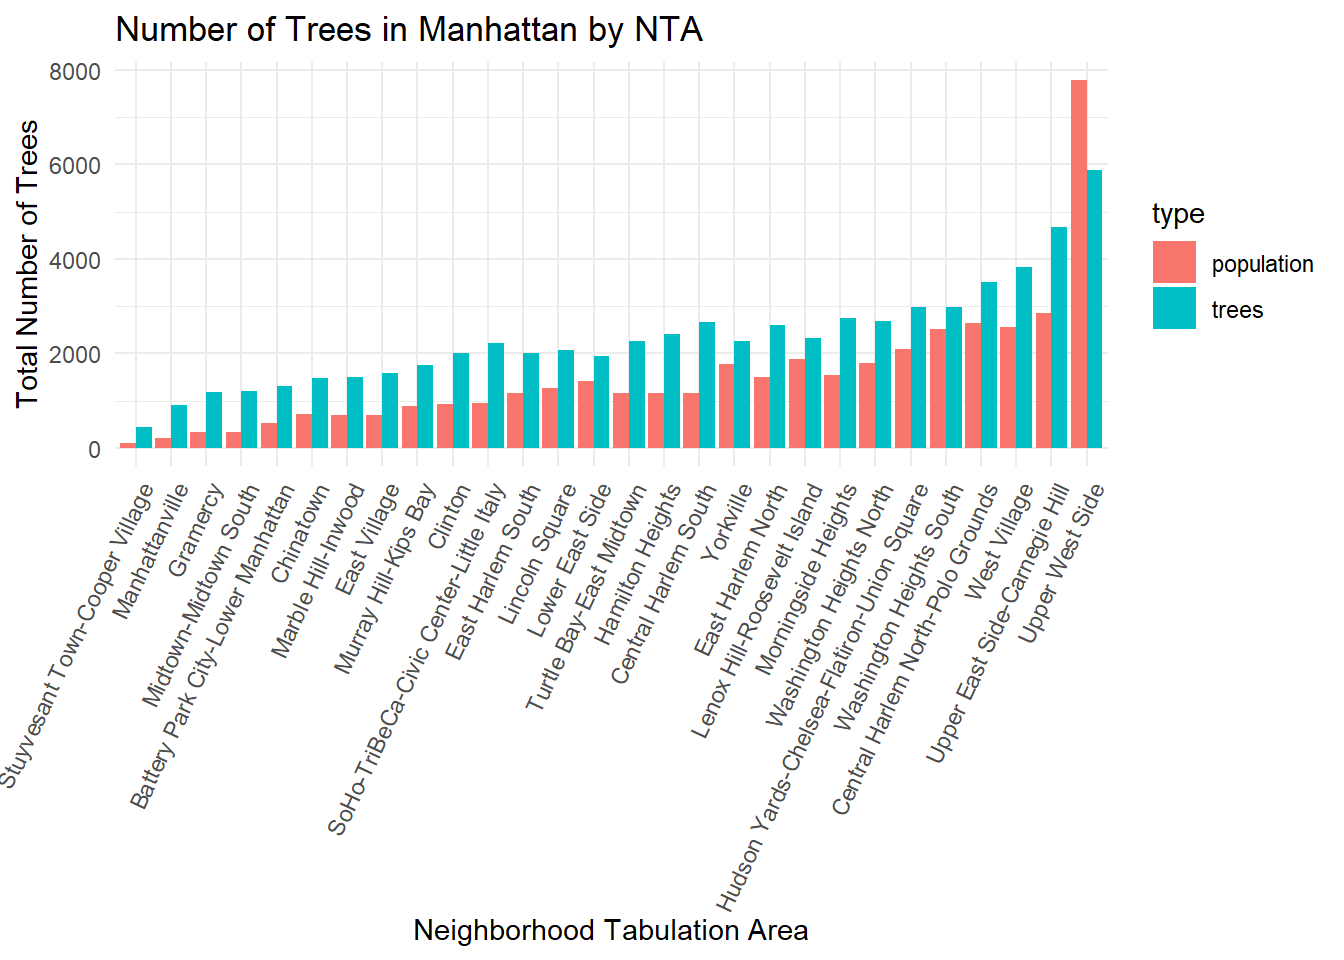 Number of Trees in Manhattan by NTA
Total Number of Trees
8000
6000
4000
2000
0
Stuyvesant Town-Cooper Village
Manhattanville
Gramercy
Midtown-Midtown South
Battery Park City-Lower Manhattan
Chinatown
Marble Hill-Inwood
East Village
Murray Hill-Kips Bay
Clinton
SoHo-TriBeCa-Civic Center-Little Italy
East Harlem South
Lincoln Square
Lower East Side
Turtle Bay-East Midtown
Hamilton Heights
Central Harlem South
Yorkville
East Harlem North
Lenox Hill-Roosevelt Island
Morningside Heights
Washington Heights North
Hudson Yards-Chelsea-Flatiron-Union Square
Washington Heights South
Central Harlem North-Polo Grounds
West Village
Upper East Side-Carnegie Hill
Upper West Side
Neighborhood Tabulation Area
type
population
trees